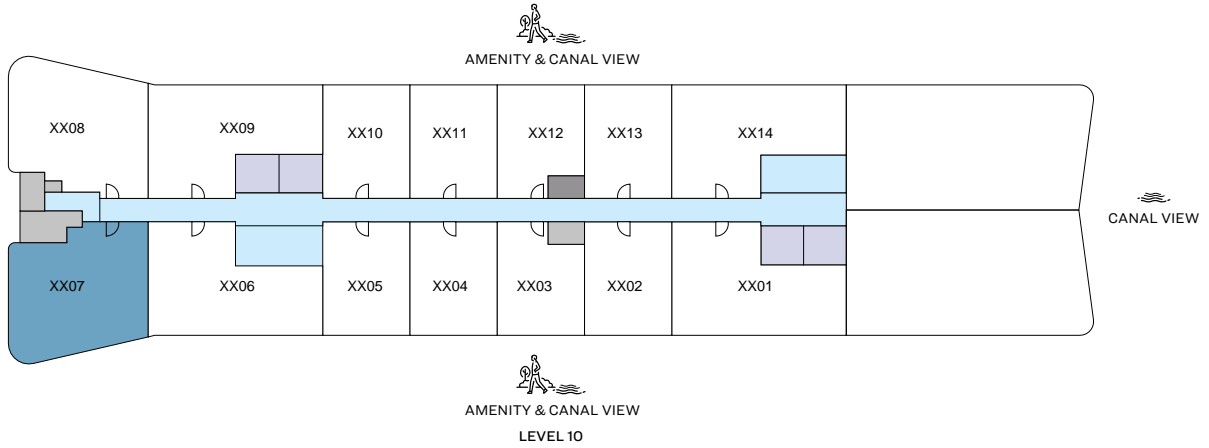 AMENITY & CANAL VIEW
XX08
XX09
XX10
XX11
XX12
XX13
XX14
CANAL VIEW
XX07
XX06
XX05
XX04
XX03
XX02
XX01
AMENITY & CANAL VIEW
LEVEL 10